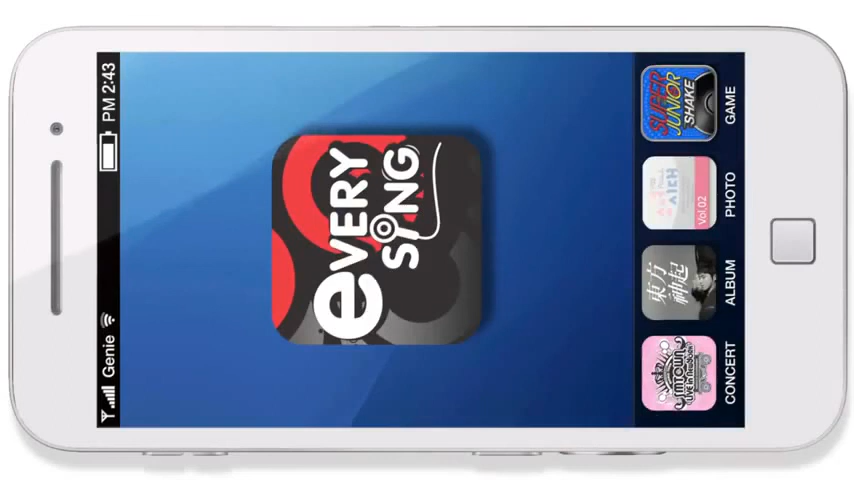 Genie
PM 2:43
eVERY
SiNG
CONCERT
ALBUM
PHOTO
GAME
SMTOWN
東方
神起
Vol.02
SUPER
JUNIOR
SHAKE